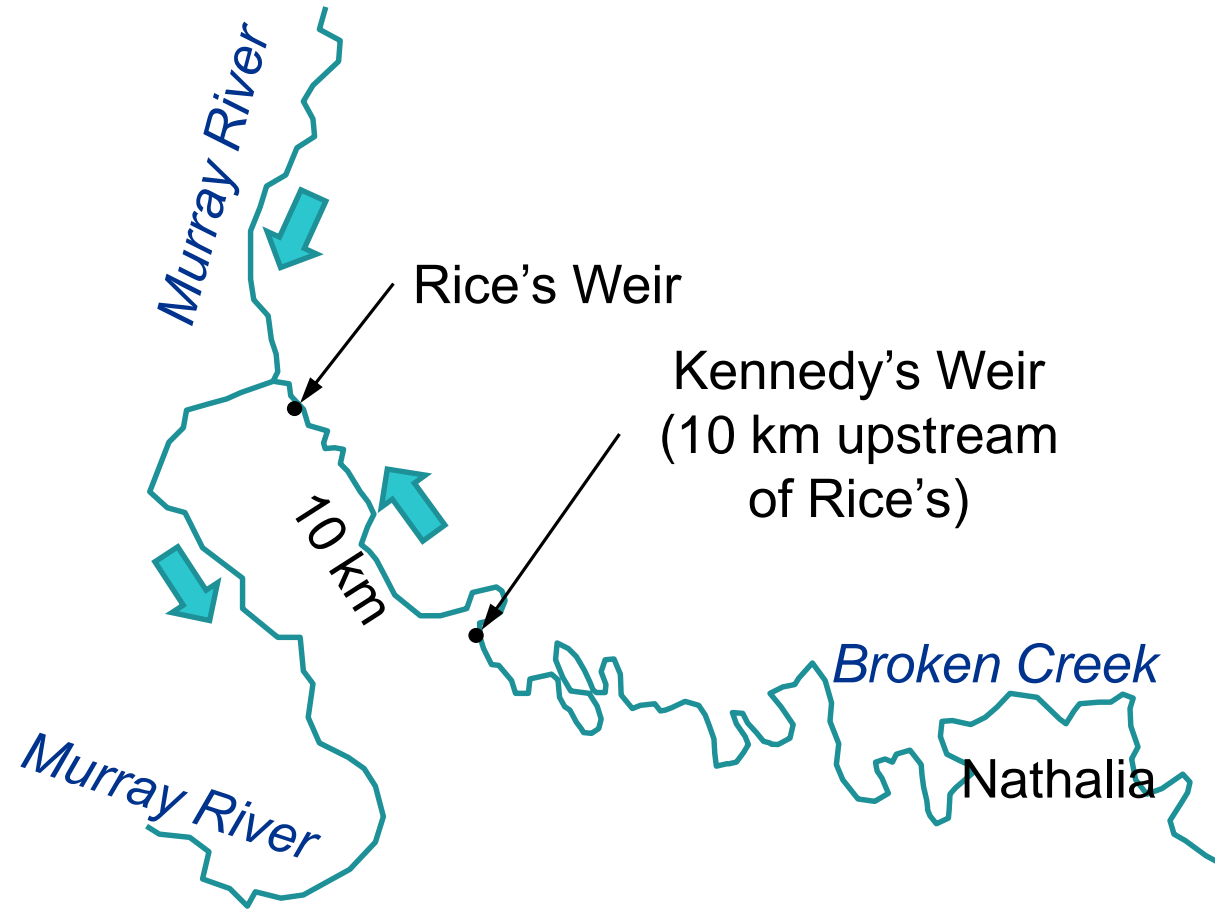 Murray River
Rice’s Weir
Kennedy’s Weir
(10 km upstream
of Rice’s)
10 km
Broken Creek
Nathalia
Murray River